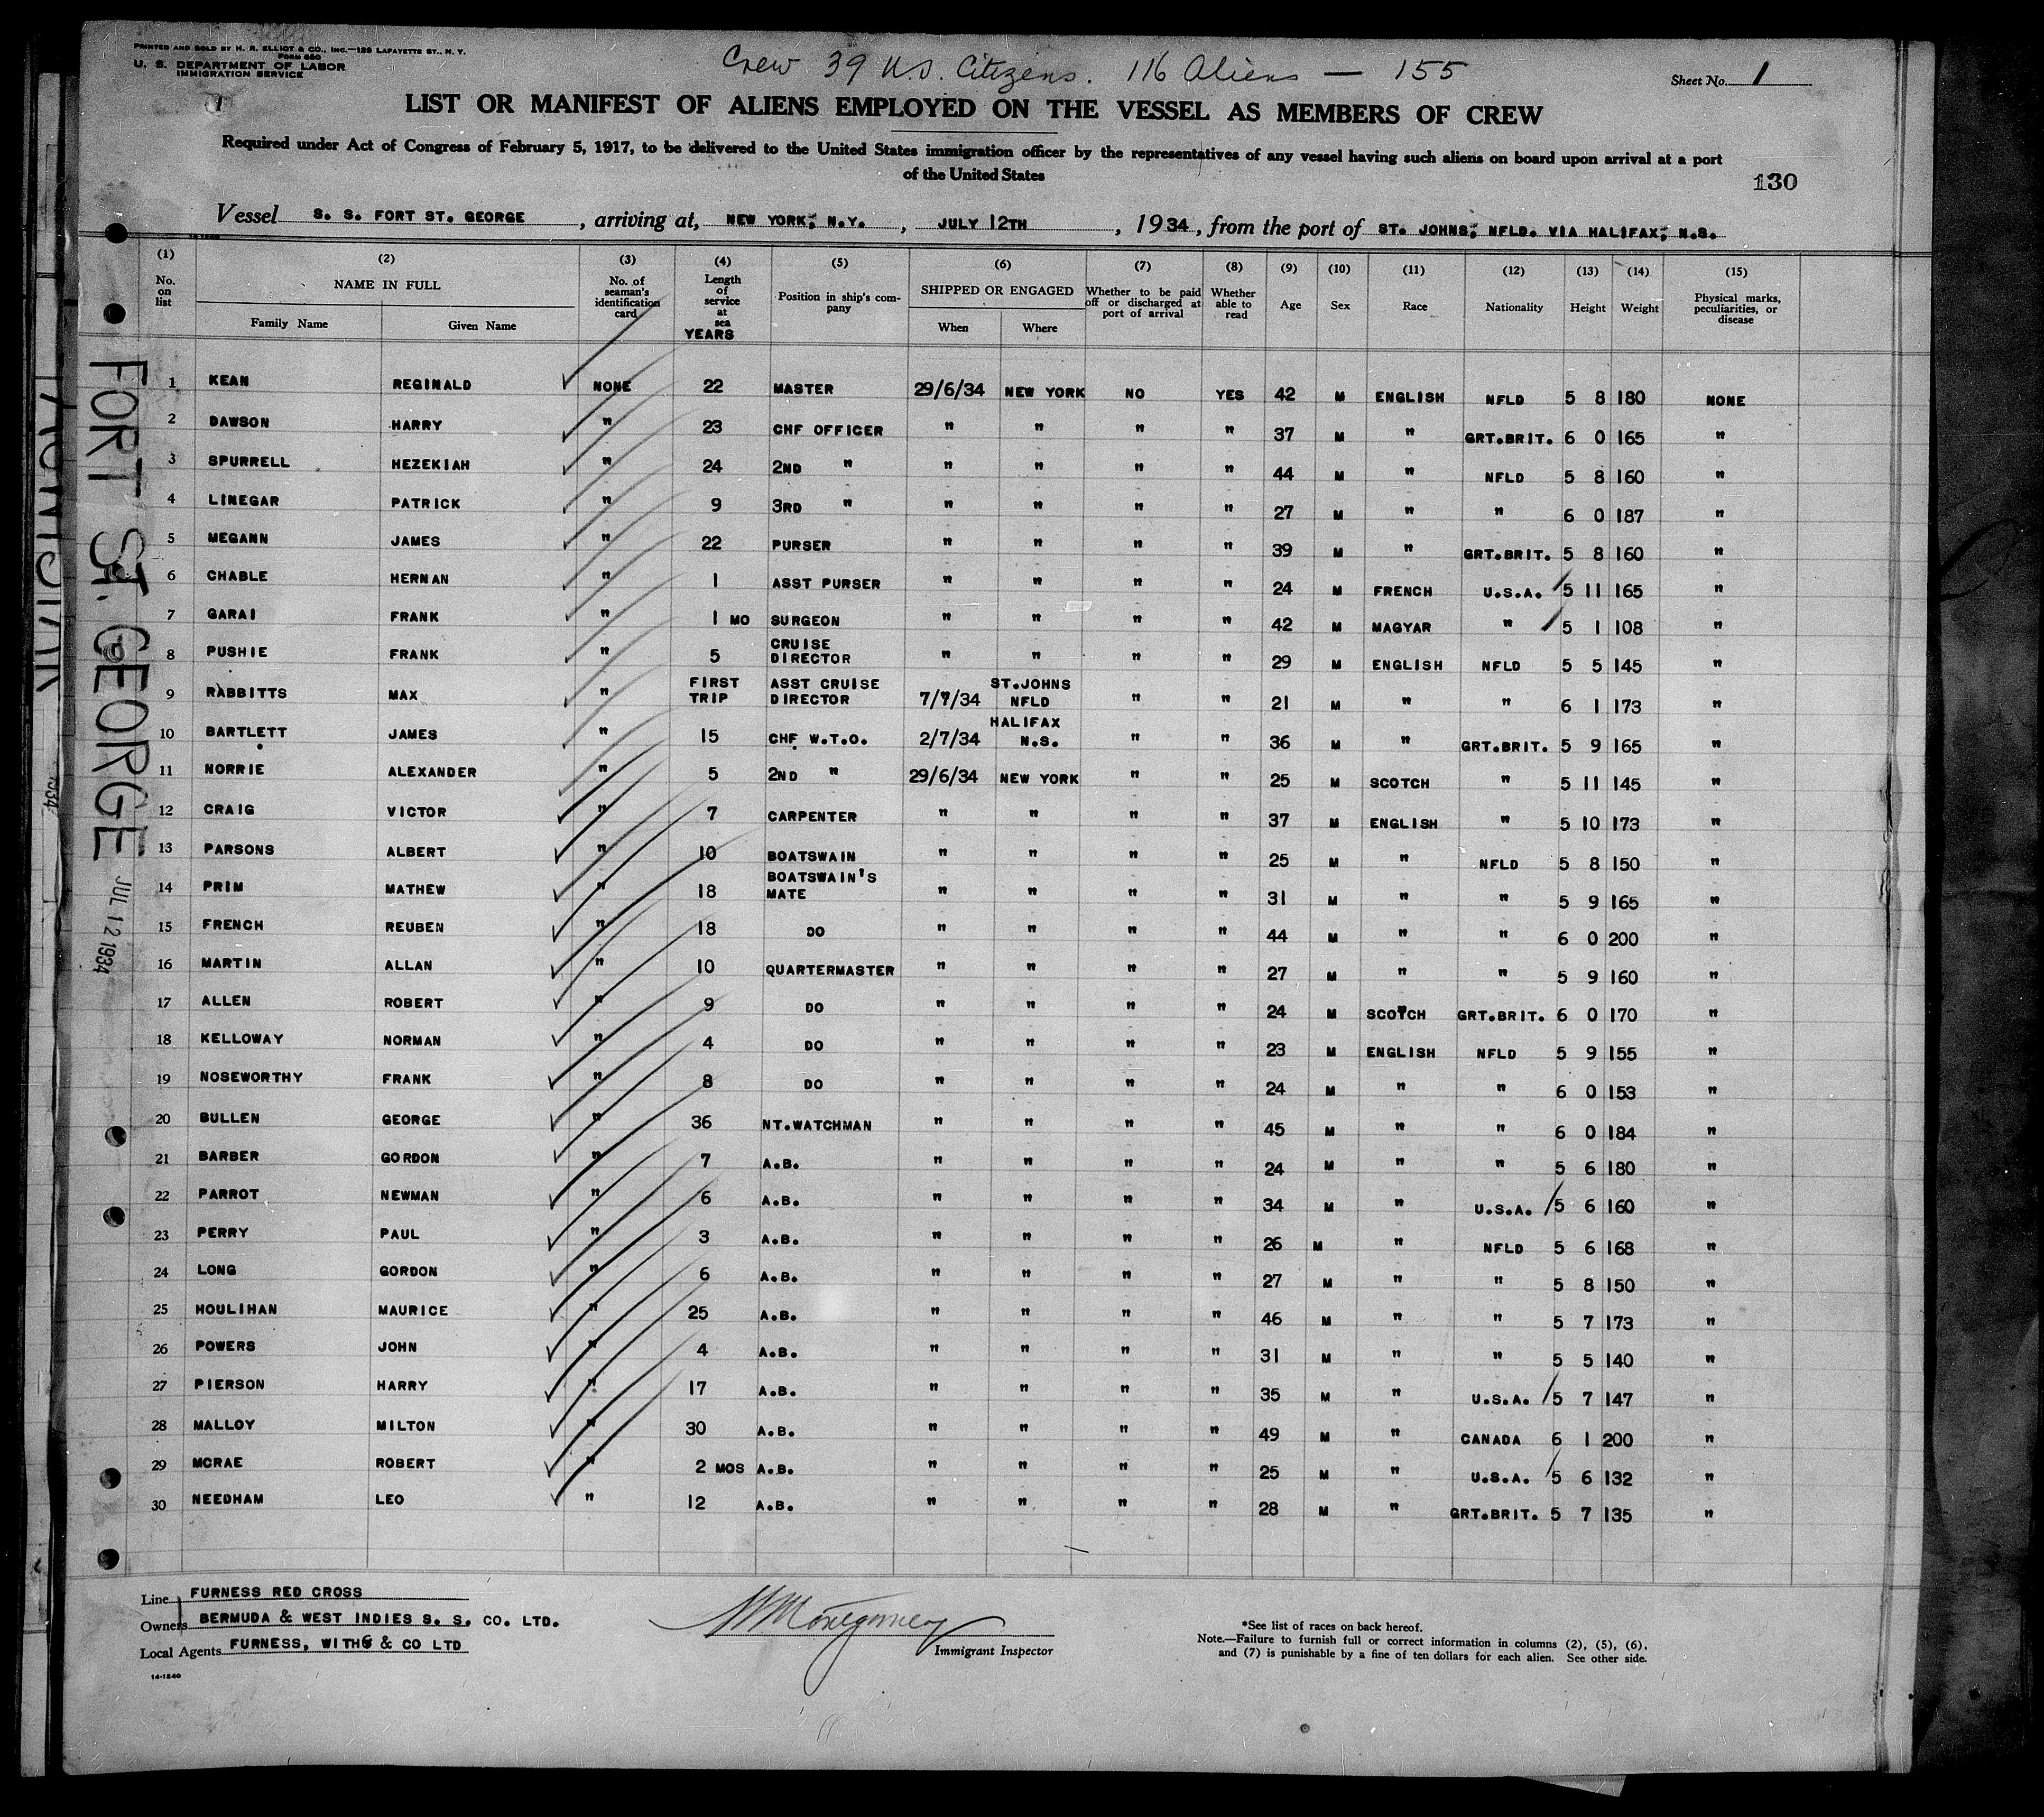 PRINTED AND SOLD BY H. R. ELLIOT & CO., INC.—128 LAFAYETTE ST., N. Y.
FORM 680
U. S. DEPARTMENT OF LABOR
IMMIGRATION SERVICE
Crew 39 U.S. Citizens. 116 Aliens — 155
Sheet No. 1
LIST OR MANIFEST OF ALIENS EMPLOYED ON THE VESSEL AS MEMBERS OF CREW
Required under Act of Congress of February 5, 1917, to be delivered to the United States immigration officer by the representatives of any vessel having such aliens on board upon arrival at a port
of the United States
130
Vessel S. S. FORT ST. GEORGE, arriving at, NEW YORK, N.Y., JULY 12TH, 1934, from the port of ST. JOHNS, NFLD. VIA HALIFAX, N.S.
(1) (2) (3) (4) (5) (6) (7) (8) (9) (10) (11) (12) (13) (14) (15)
No. on list NAME IN FULL Family Name Given Name No. of seaman's identification card Length of service at sea YEARS Position in ship's company SHIPPED OR ENGAGED When Where Whether to be paid off or discharged at port of arrival Whether able to read Age Sex Race Nationality Height Weight Physical marks, peculiarities, or disease
1 KEAN REGINALD NONE 22 MASTER 29/6/34 NEW YORK NO YES 42 M ENGLISH NFLD 5 8 180 NONE
2 DAWSON HARRY " 23 CHF OFFICER " " " " 37 M " GRT.BRIT. 6 0 165 "
3 SPURRELL HEZEKIAH " 24 2ND " " " " " 44 M " NFLD 5 8 160 "
4 LINEGAR PATRICK " 9 3RD " " " " " 27 M " " 6 0 187 "
5 MEGANN JAMES " 22 PURSER " " " " 39 M " GRT.BRIT. 5 8 160 "
6 CHABLE HERNAN " 1 ASST PURSER " " " " 24 M FRENCH U.S.A. 5 11 165 "
7 GARAI FRANK " 1 MO SURGEON " " " " 42 M MAGYAR " 5 1 108 "
8 PUSHIE FRANK " 5 CRUISE DIRECTOR " " " " 29 M ENGLISH NFLD 5 5 145 "
9 RABBITTS MAX " FIRST TRIP ASST CRUISE DIRECTOR 7/7/34 ST.JOHNS NFLD " " 21 M " " 6 1 173 "
10 BARTLETT JAMES " 15 CHF W.T.O. 2/7/34 HALIFAX N.S. " " 36 M " GRT.BRIT. 5 9 165 "
11 NORRIE ALEXANDER " 5 2ND " 29/6/34 NEW YORK " " 25 M SCOTCH " 5 11 145 "
12 CRAIG VICTOR " 7 CARPENTER " " " " 37 M ENGLISH " 5 10 173 "
13 PARSONS ALBERT " 10 BOATSWAIN " " " " 25 M " NFLD 5 8 150 "
14 PRIM MATHEW " 18 BOATSWAIN'S MATE " " " " 31 M " " 5 9 165 "
15 FRENCH REUBEN " 18 DO " " " " 44 M " " 6 0 200 "
16 MARTIN ALLAN " 10 QUARTERMASTER " " " " 27 M " " 5 9 160 "
17 ALLEN ROBERT " 9 DO " " " " 24 M SCOTCH GRT.BRIT. 6 0 170 "
18 KELLOWAY NORMAN " 4 DO " " " " 23 M ENGLISH NFLD 5 9 155 "
19 NOSEWORTHY FRANK " 8 DO " " " " 24 M " " 6 0 153 "
20 BULLEN GEORGE " 36 NT.WATCHMAN " " " " 45 M " " 6 0 184 "
21 BARBER GORDON " 7 A.B. " " " " 24 M " " 5 6 180 "
22 PARROT NEWMAN " 6 A.B. " " " " 34 M " U.S.A. 5 6 160 "
23 PERRY PAUL " 3 A.B. " " " " 26 M " NFLD 5 6 168 "
24 LONG GORDON " 6 A.B. " " " " 27 M " " 5 8 150 "
25 HOULIHAN MAURICE " 25 A.B. " " " " 46 M " " 5 7 173 "
26 POWERS JOHN " 4 A.B. " " " " 31 M " " 5 5 140 "
27 PIERSON HARRY " 17 A.B. " " " " 35 M " U.S.A. 5 7 147 "
28 MALLOY MILTON " 30 A.B. " " " " 49 M " CANADA 6 1 200 "
29 MCRAE ROBERT " 2 MOS A.B. " " " " 25 M " U.S.A. 5 6 132 "
30 NEEDHAM LEO " 12 A.B. " " " " 28 M " GRT.BRIT. 5 7 135 "
FORT ST. GEORGE JUL 12 1934
Line FURNESS RED CROSS
Owners BERMUDA & WEST INDIES S. S. CO. LTD.
Local Agents FURNESS, WITHS & CO LTD
14-1240
Montgomery
Immigrant Inspector
*See list of races on back hereof.
Note.—Failure to furnish full or correct information in columns (2), (5), (6),
and (7) is punishable by a fine of ten dollars for each alien. See other side.